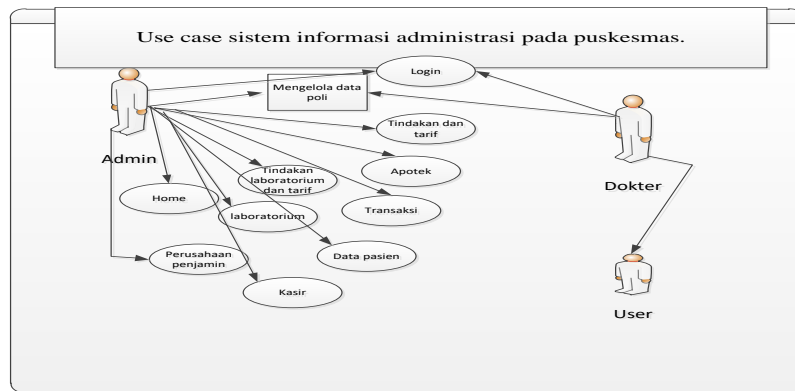 Use case sistem informasi administrasi pada puskesmas.
Login
Mengelola data
poli
Tindakan dan
tarif
Admin
Apotek
Tindakan
laboratorium
dan tarif
Dokter
Home
Transaksi
laboratorium
Perusahaan
penjamin
Data pasien
Kasir
User